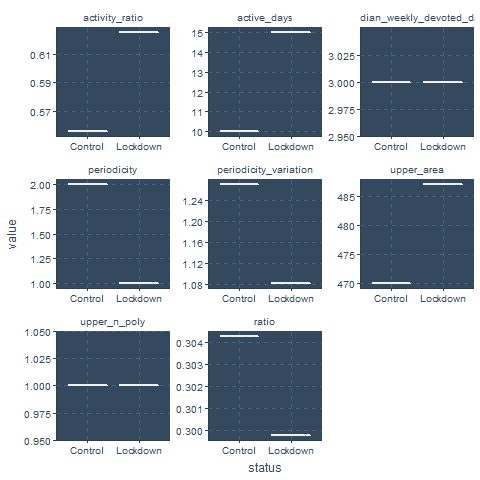 activity_ratio
active_days
dian_weekly_devoted_d
0.61
0.59
0.57
Control
Lockdown
15
14
13
12
11
10
Control
Lockdown
3.025
3.000
2.975
2.950
Control
Lockdown
periodicity
periodicity_variation
upper_area
2.00
1.75
1.50
1.25
1.00
Control
Lockdown
1.24
1.20
1.16
1.12
1.08
Control
Lockdown
485
480
475
470
Control
Lockdown
value
upper_n_poly
ratio
1.050
1.025
1.000
0.975
0.950
Control
Lockdown
0.304
0.303
0.302
0.301
0.300
Control
Lockdown
status